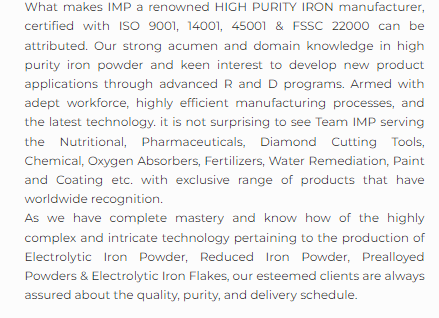 What makes IMP a renowned HIGH PURITY IRON manufacturer,
certified with ISO 9001, 14001, 45001 & FSSC 22000 can be
attributed. Our strong acumen and domain knowledge in high
purity iron powder and keen interest to develop new product
applications through advanced R and D programs. Armed with
adept workforce, highly efficient manufacturing processes, and
the latest technology. it is not surprising to see Team IMP serving
the Nutritional, Pharmaceuticals, Diamond Cutting Tools,
Chemical, Oxygen Absorbers, Fertilizers, Water Remediation, Paint
and Coating etc. with exclusive range of products that have
worldwide recognition.
As we have complete mastery and know how of the highly
complex and intricate technology pertaining to the production of
Electrolytic Iron Powder, Reduced Iron Powder, Prealloyed
Powders & Electrolytic Iron Flakes, our esteemed clients are always
assured about the quality, purity, and delivery schedule.